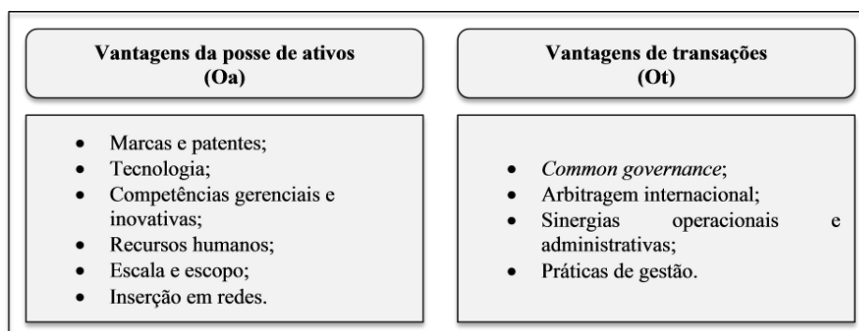 Vantagens da posse de ativos
(Oa)
• Marcas e patentes;
• Tecnologia;
• Competências gerenciais e
inovativas;
• Recursos humanos;
• Escala e escopo;
• Inserção em redes.
Vantagens de transações
(Ot)
• Common governance;
• Arbitragem internacional;
• Sinergias operacionais e
administrativas;
• Práticas de gestão.